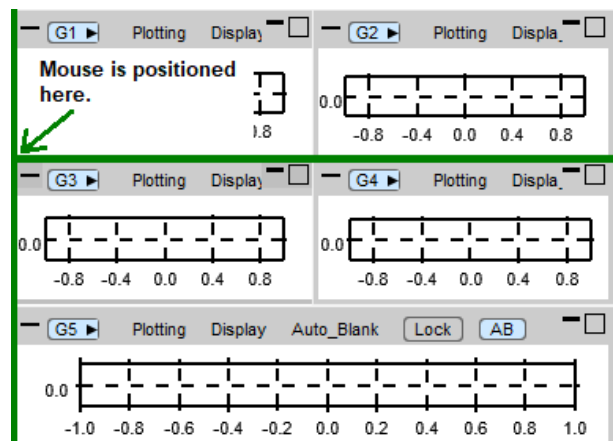 G1 Plotting Display
G2 Plotting Displa
Mouse is positioned
here.
0.0
-0.8 -0.4 0.0 0.4 0.8
G3 Plotting Display
G4 Plotting Displa
0.0
-0.8 -0.4 0.0 0.4 0.8
0.0
-0.8 -0.4 0.0 0.4 0.8
G5 Plotting Display Auto_Blank Lock AB
0.0
-1.0 -0.8 -0.6 -0.4 -0.2 0.0 0.2 0.4 0.6 0.8 1.0